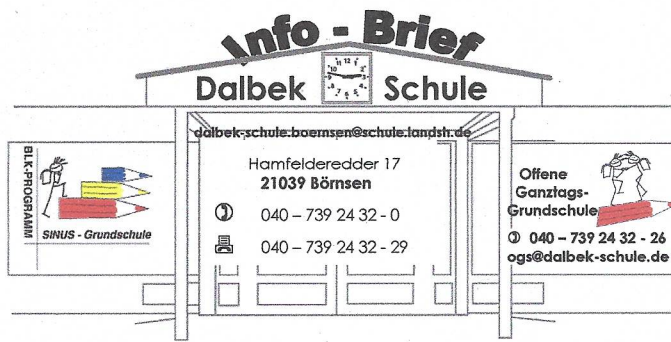 Info - Brief
Dalbek Schule
12
dalbek-schule.boernsen@schule.landsh.de
Hamfelderedder 17
21039 Börnsen
040 – 739 24 32 - 0
040 – 739 24 32 - 29
BLK-PROGRAMM
SINUS - Grundschule
Offene
Ganztags-
Grundschule
040 – 739 24 32 - 26
ogs@dalbek-schule.de